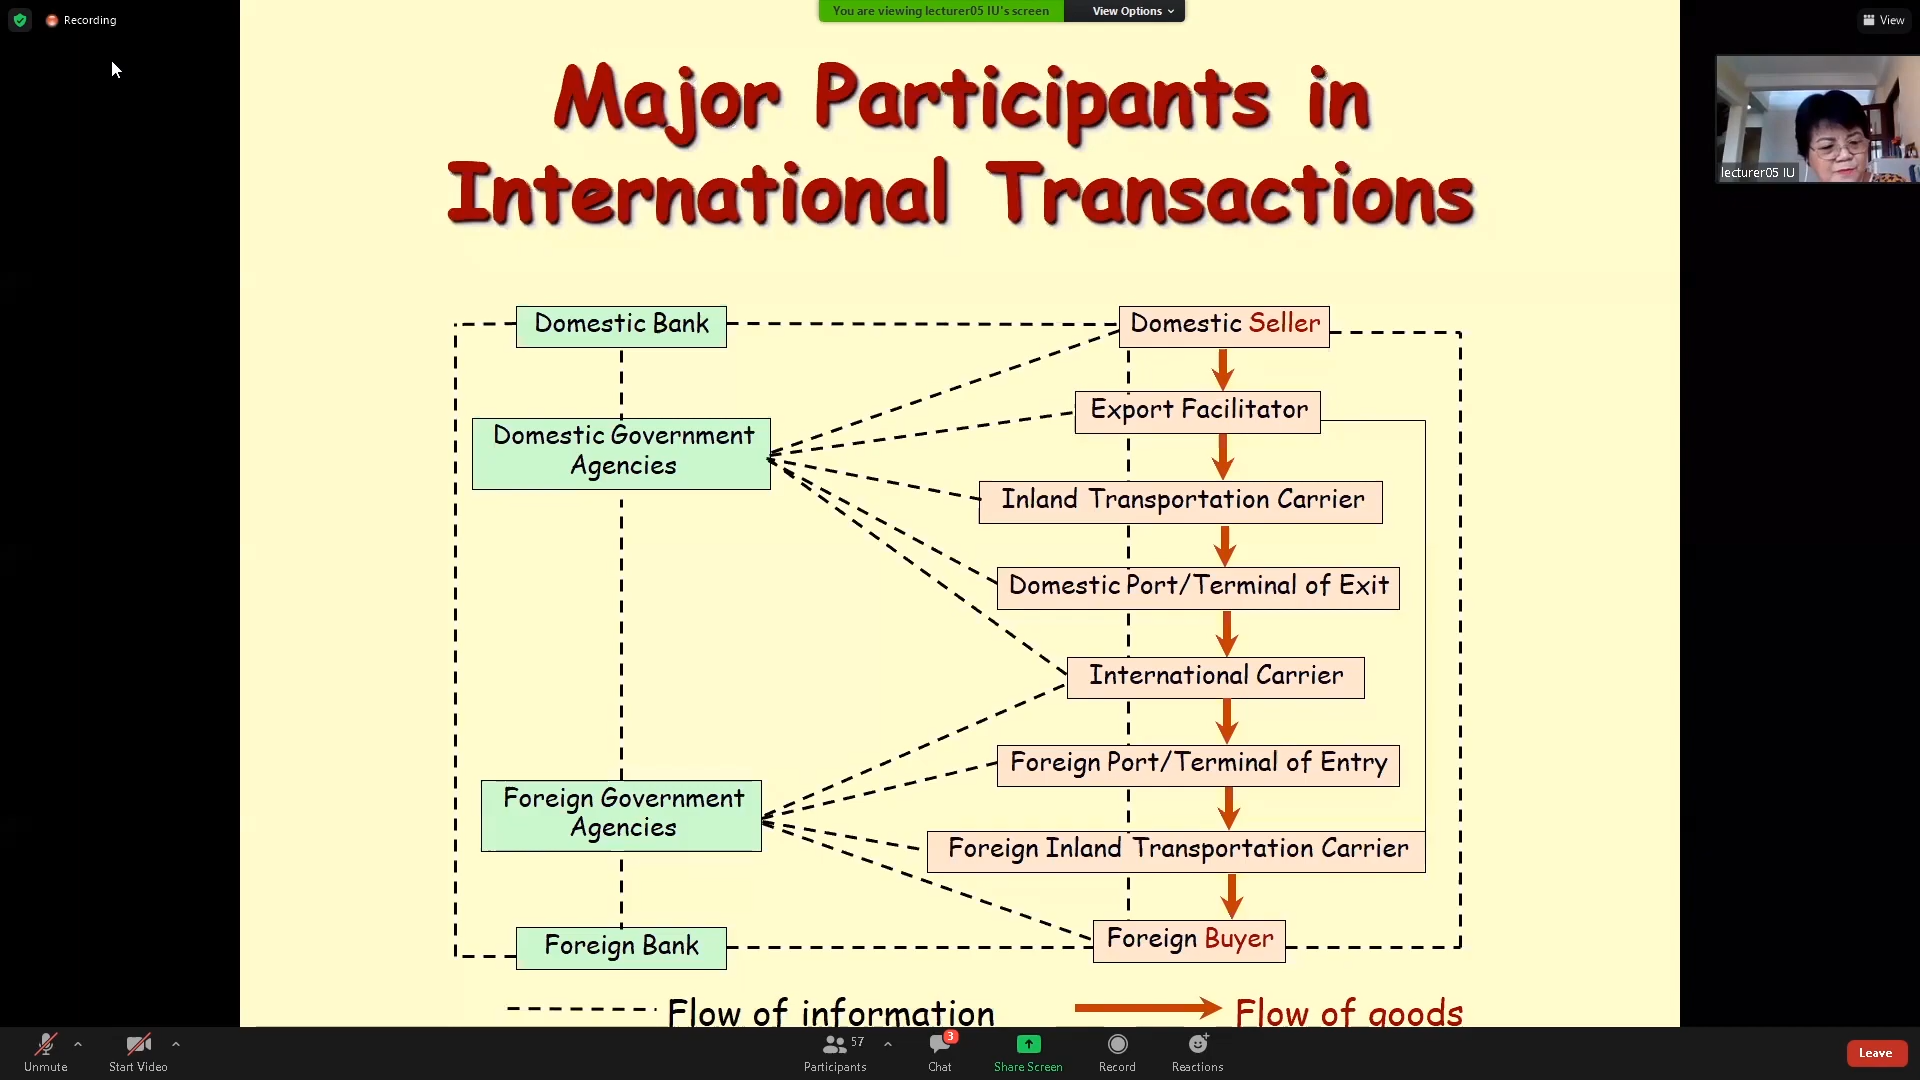 Recording
You are viewing lecturer05 IU's screen
View Options
View
Major Participants in
International Transactions
lecturer05 IU
Domestic Bank
Domestic Seller
Export Facilitator
Domestic Government
Agencies
Inland Transportation Carrier
Domestic Port/Terminal of Exit
International Carrier
Foreign Port/Terminal of Entry
Foreign Government
Agencies
Foreign Inland Transportation Carrier
Foreign Bank
Foreign Buyer
Flow of information
Flow of goods
Unmute
Start Video
57
Participants
3
Chat
Share Screen
Record
Reactions
Leave